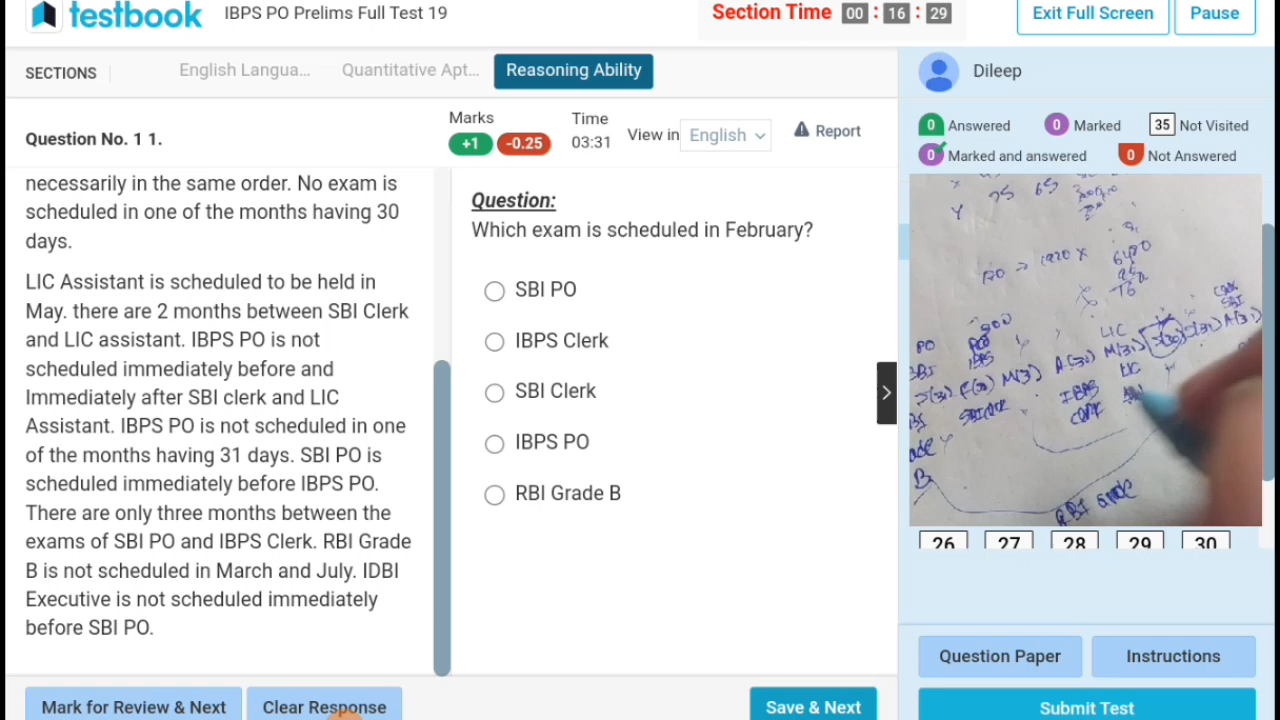 testbook
IBPS PO Prelims Full Test 19
Section Time 00 : 16 : 29
Exit Full Screen
Pause
SECTIONS
English Langua...
Quantitative Apt...
Reasoning Ability
Dileep
Question No. 1 1.
Marks
+1 -0.25
Time
03:31
View in English
Report
0 Answered
0 Marked
35 Not Visited
0 Marked and answered
0 Not Answered
necessarily in the same order. No exam is
scheduled in one of the months having 30
days.
LIC Assistant is scheduled to be held in
May. there are 2 months between SBI Clerk
and LIC assistant. IBPS PO is not
scheduled immediately before and
Immediately after SBI clerk and LIC
Assistant. IBPS PO is not scheduled in one
of the months having 31 days. SBI PO is
scheduled immediately before IBPS PO.
There are only three months between the
exams of SBI PO and IBPS Clerk. RBI Grade
B is not scheduled in March and July. IDBI
Executive is not scheduled immediately
before SBI PO.
Question:
Which exam is scheduled in February?
SBI PO
IBPS Clerk
SBI Clerk
IBPS PO
RBI Grade B
Y 75 65
PO
LIC
M(31)
A(30)
M(31)
LIC
IBPS
26 27 28 29 30
Question Paper
Instructions
Mark for Review & Next
Clear Response
Save & Next
Submit Test